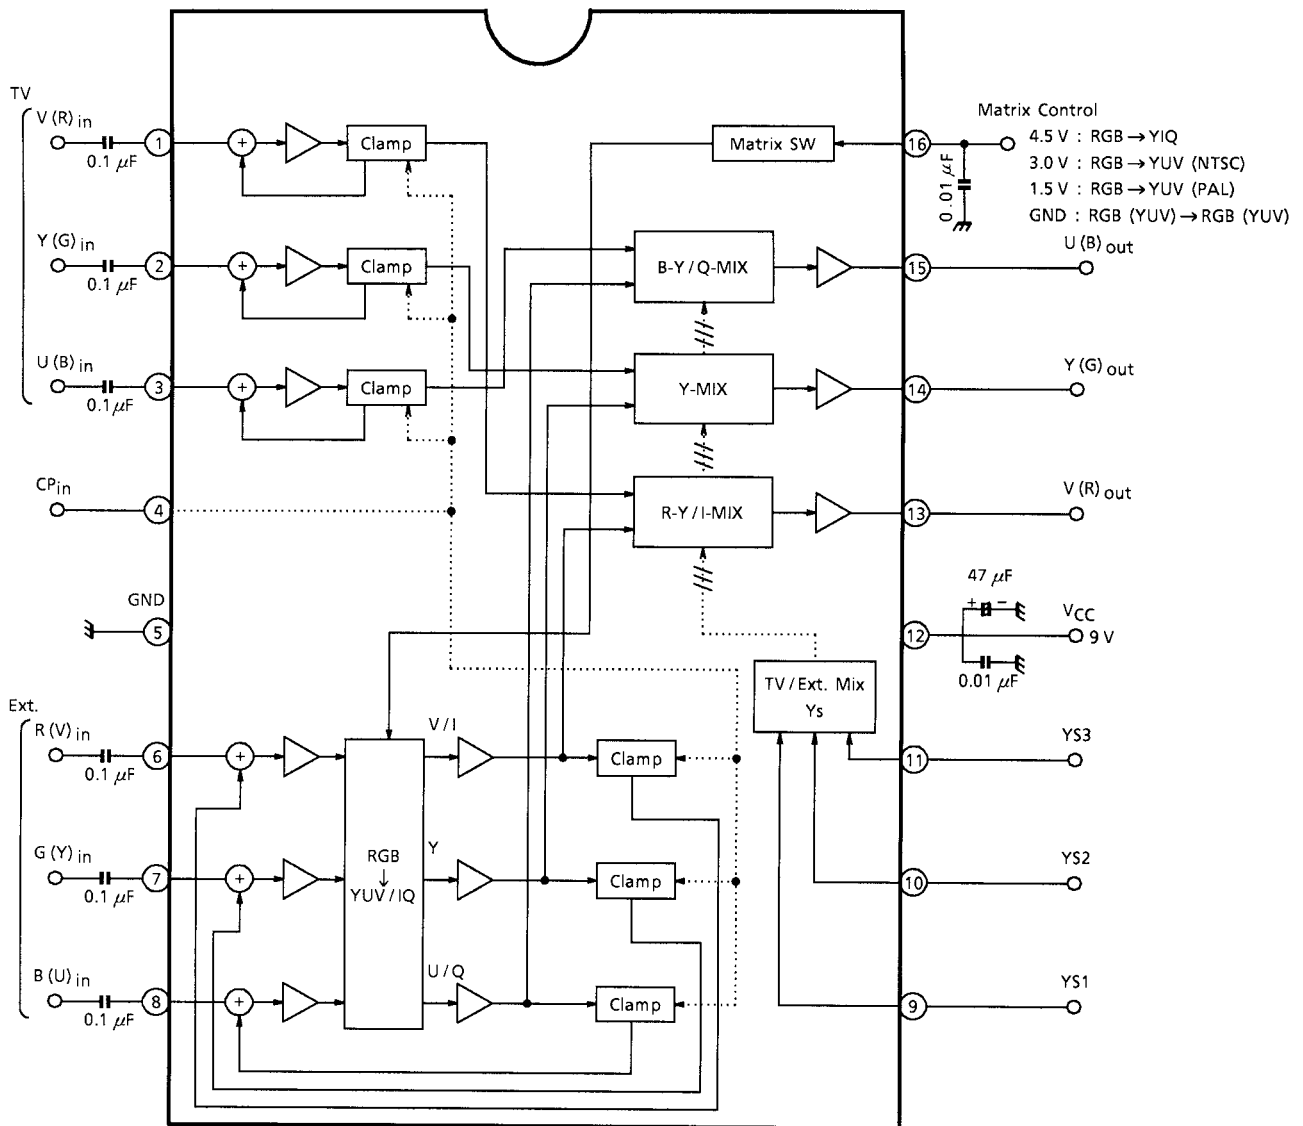 TV
V (R) in
0.1 μF
1
+
Clamp
Matrix SW
16
0.01 μF
Matrix Control
4.5 V : RGB → YIQ
3.0 V : RGB → YUV (NTSC)
1.5 V : RGB → YUV (PAL)
GND : RGB (YUV) → RGB (YUV)
Y (G) in
0.1 μF
2
+
Clamp
B-Y / Q-MIX
15
U (B) out
U (B) in
0.1 μF
3
+
Clamp
Y-MIX
14
Y (G) out
CP in
4
R-Y / I-MIX
13
V (R) out
GND
5
12
47 μF
+ −
VCC
9 V
0.01 μF
Ext.
R (V) in
0.1 μF
6
+
V / I
Clamp
TV / Ext. Mix
Ys
11
YS3
G (Y) in
0.1 μF
7
+
RGB
↓
YUV / IQ
Y
Clamp
10
YS2
B (U) in
0.1 μF
8
+
U / Q
Clamp
9
YS1